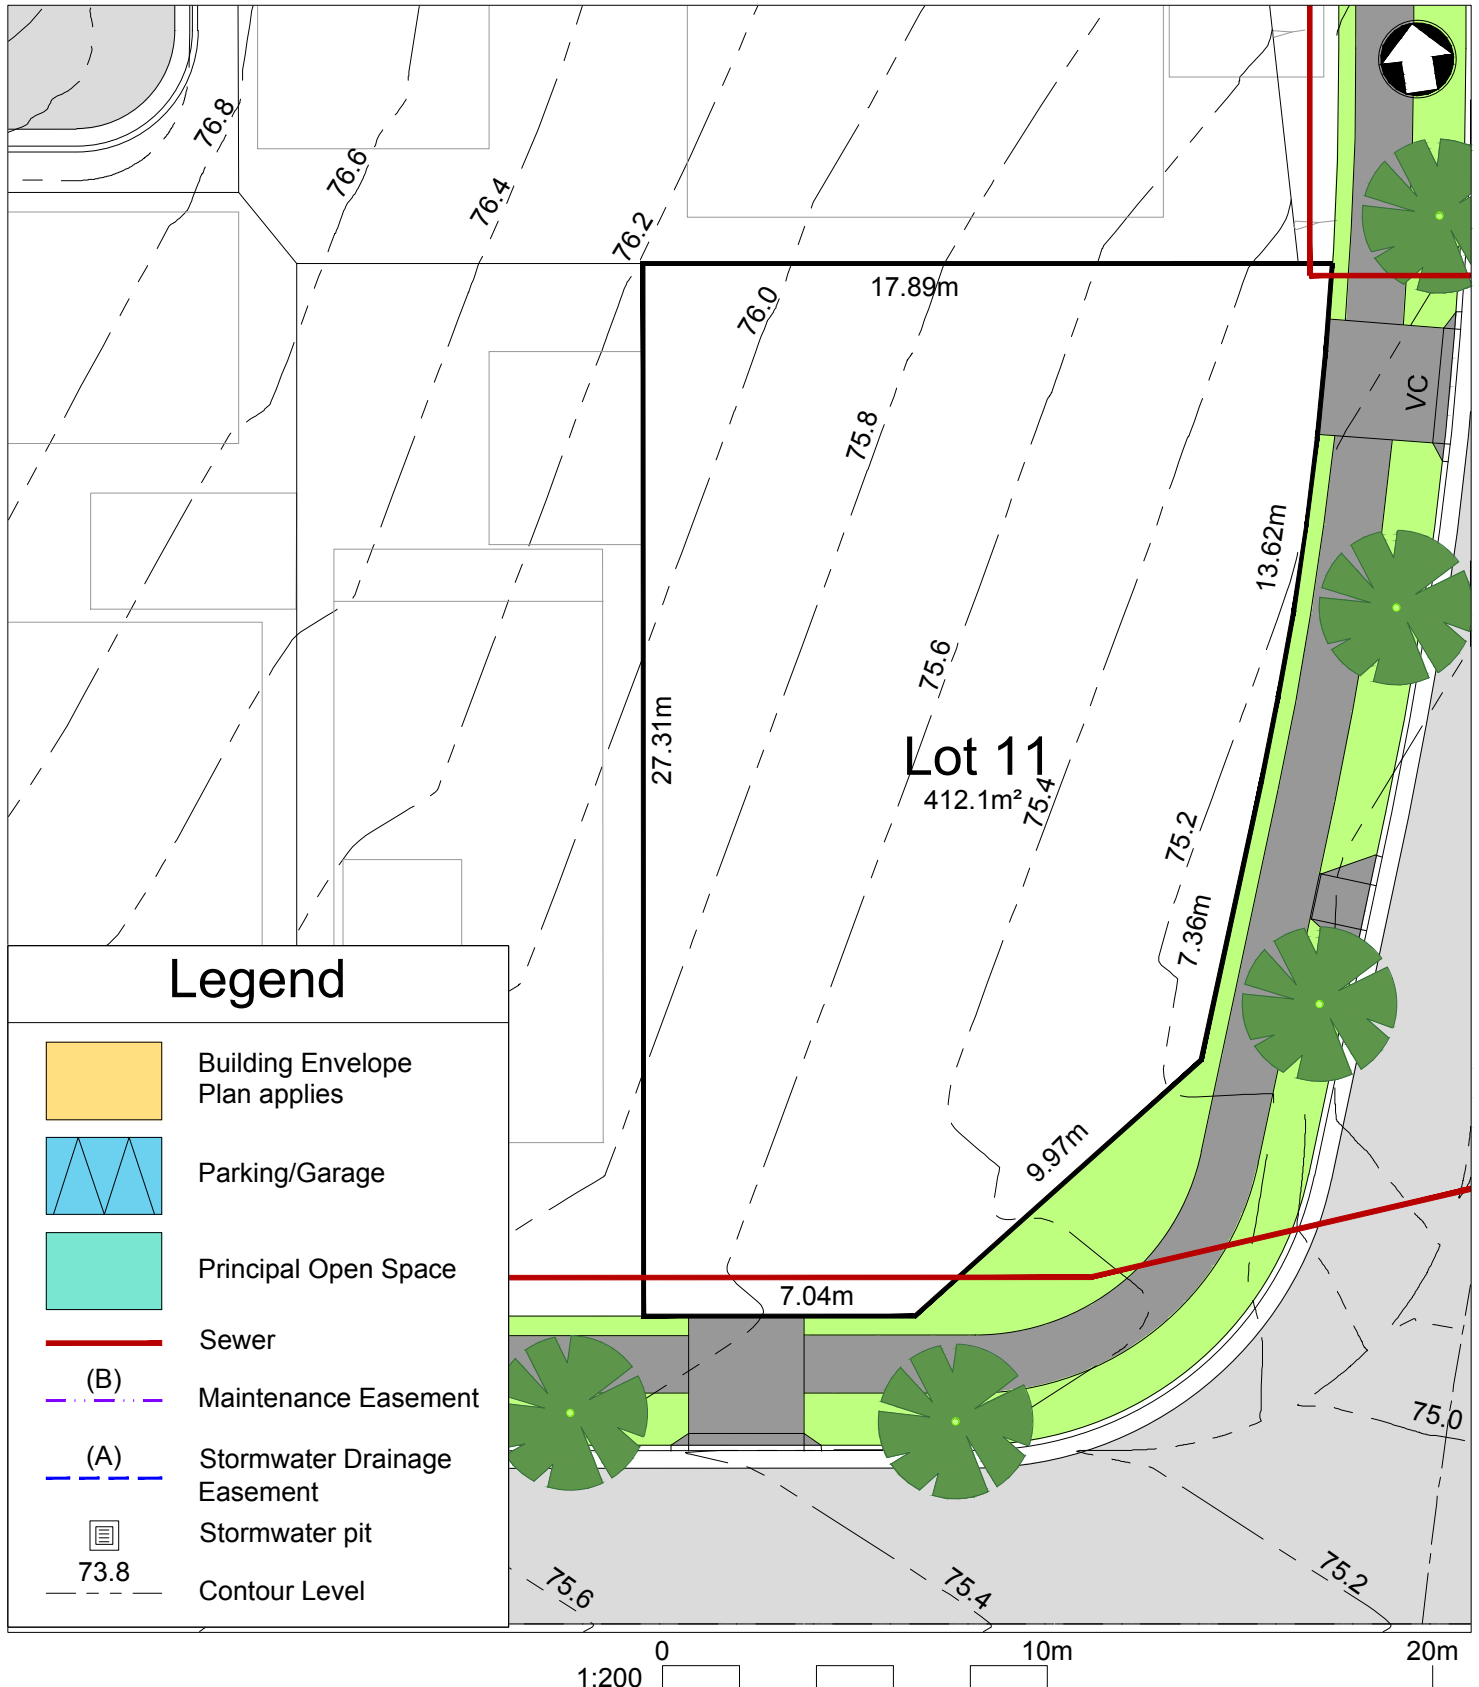 76.8
76.6
76.4
76.2
17.89m
76.0
VC
75.8
13.62m
75.6
27.31m
Lot 11
412.1m²
75.4
75.2
7.36m
9.97m
7.04m
75.0
75.6
75.4
75.2
Legend
Building Envelope
Plan applies
Parking/Garage
Principal Open Space
Sewer
(B)
Maintenance Easement
(A)
Stormwater Drainage
Easement
Stormwater pit
73.8
Contour Level
0 10m 20m
1:200